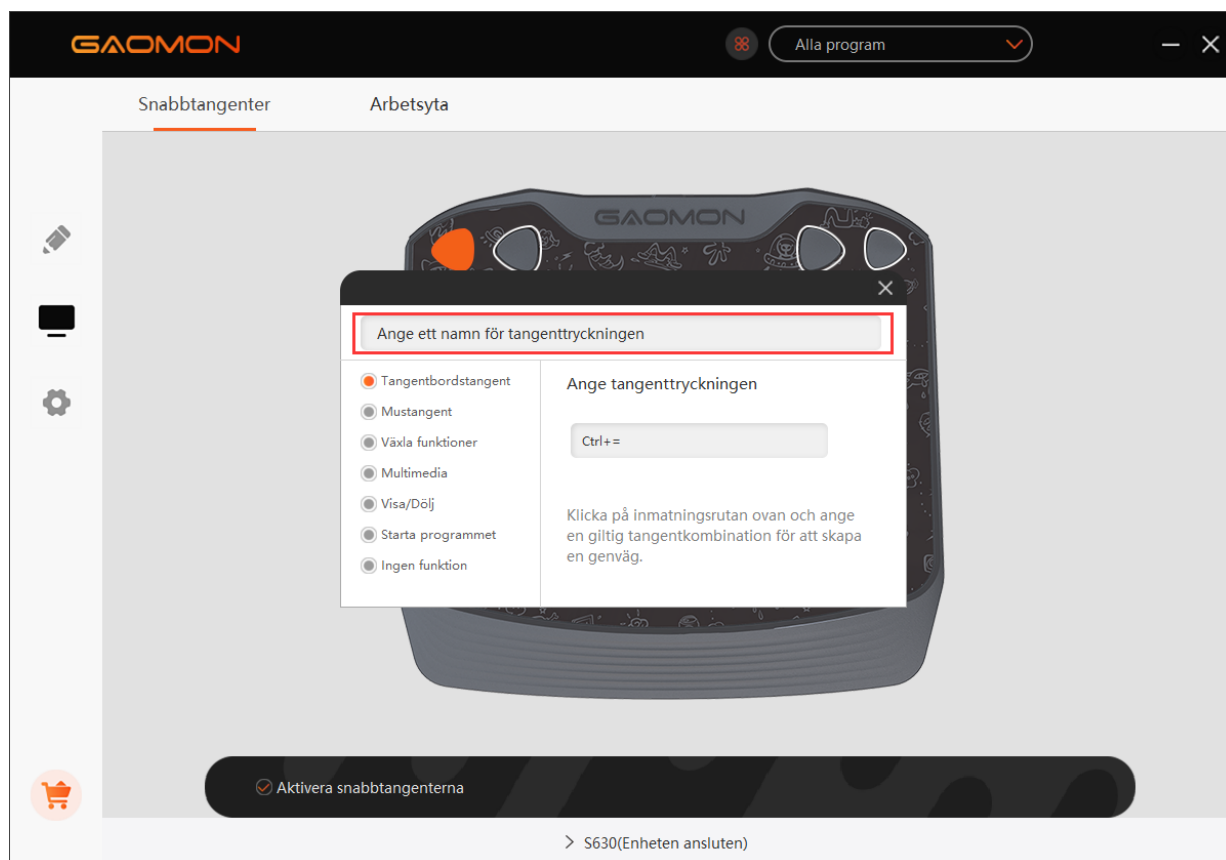 GAOMON
Alla program
Snabbtangenter
Arbetsyta
GAOMON
Ange ett namn för tangenttryckningen
Tangentbordstangent
Mustangent
Växla funktioner
Multimedia
Visa/Dölj
Starta programmet
Ingen funktion
Ange tangenttryckningen
Ctrl+=
Klicka på inmatningsrutan ovan och ange
en giltig tangentkombination för att skapa
en genväg.
Aktivera snabbtangenterna
S630(Enheten ansluten)